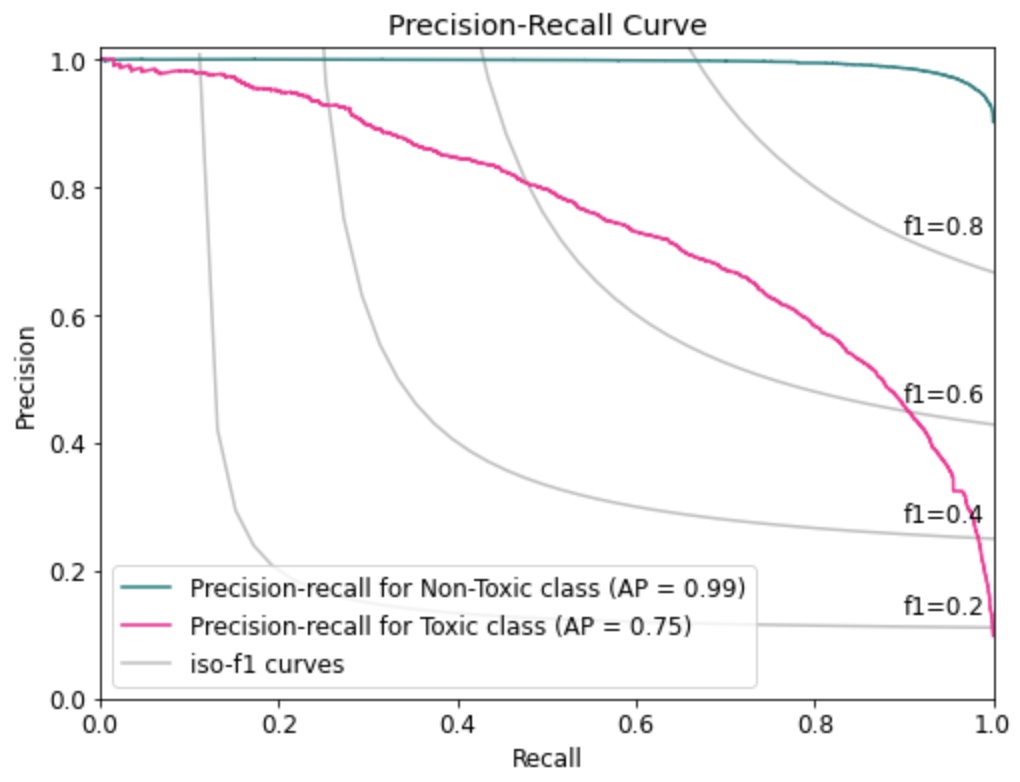 Precision-Recall Curve
1.0
0.8
0.6
0.4
0.2
0.0
Precision
f1=0.8
f1=0.6
f1=0.4
f1=0.2
Precision-recall for Non-Toxic class (AP = 0.99)
Precision-recall for Toxic class (AP = 0.75)
iso-f1 curves
0.0 0.2 0.4 0.6 0.8 1.0
Recall